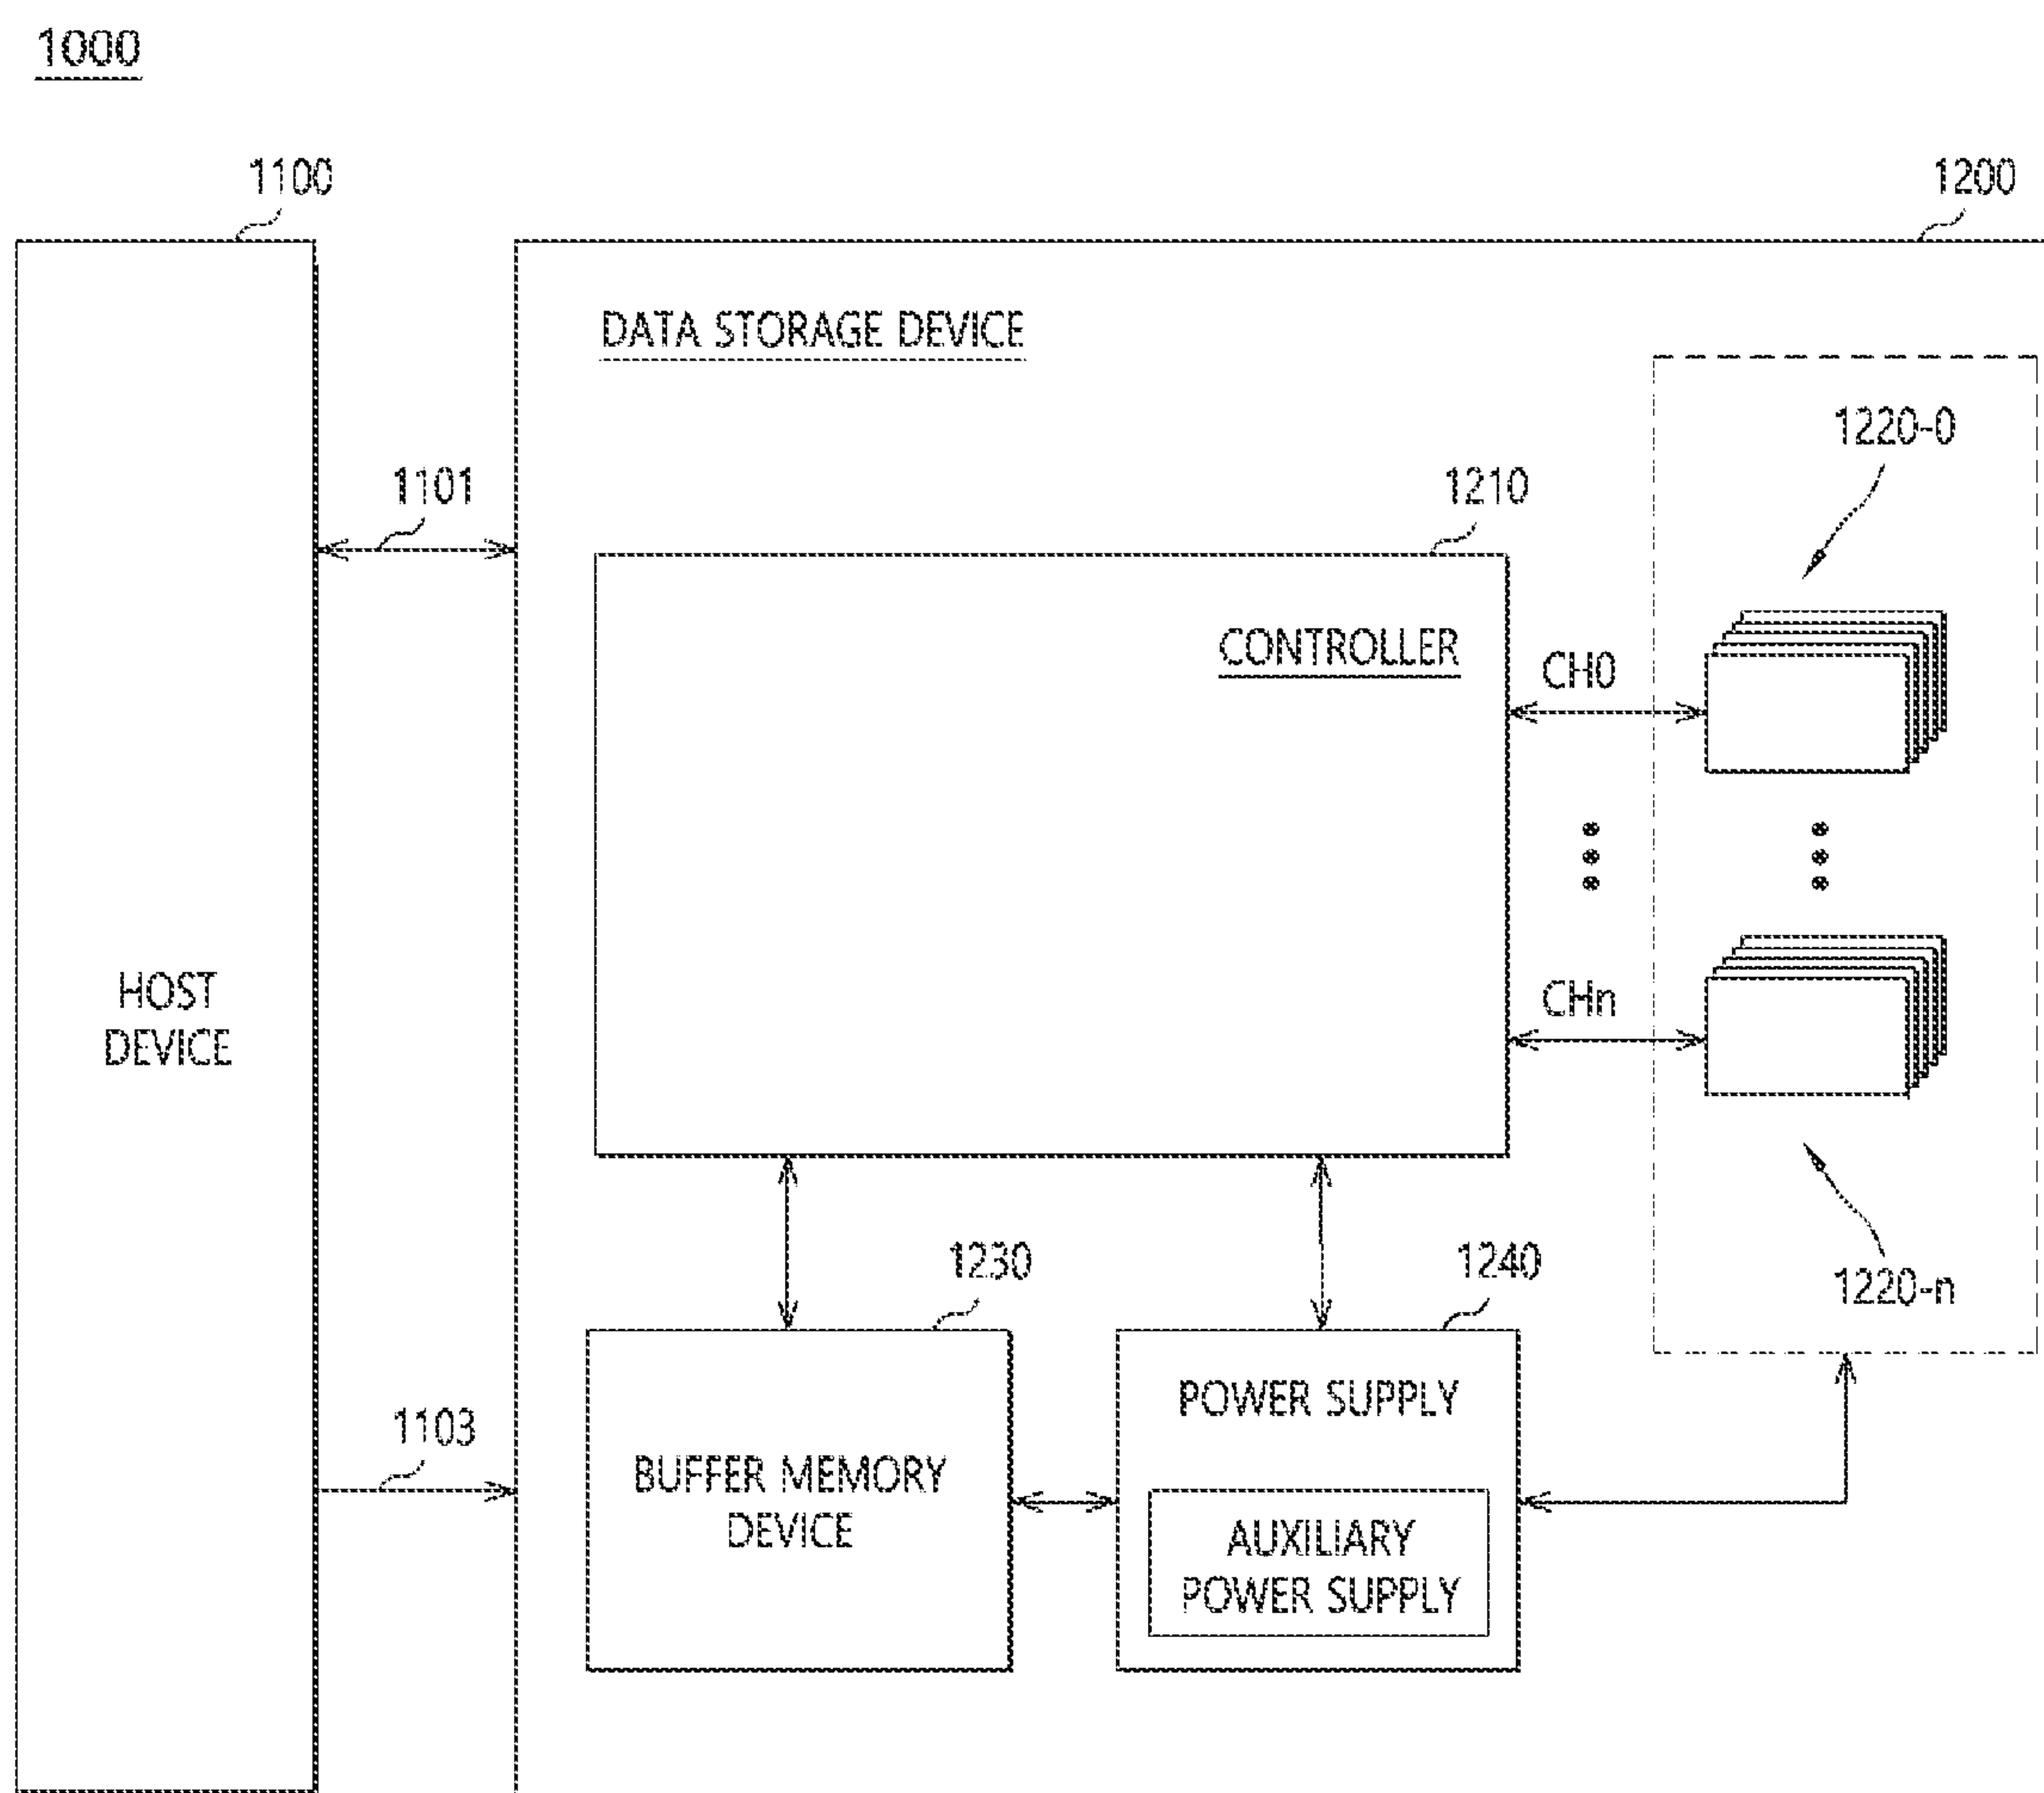 1000
1100
1200
DATA STORAGE DEVICE
1220-0
1101
1210
CONTROLLER
CH0
HOST
DEVICE
CHn
1230
1240
1220-n
POWER SUPPLY
1103
BUFFER MEMORY
DEVICE
AUXILIARY
POWER SUPPLY